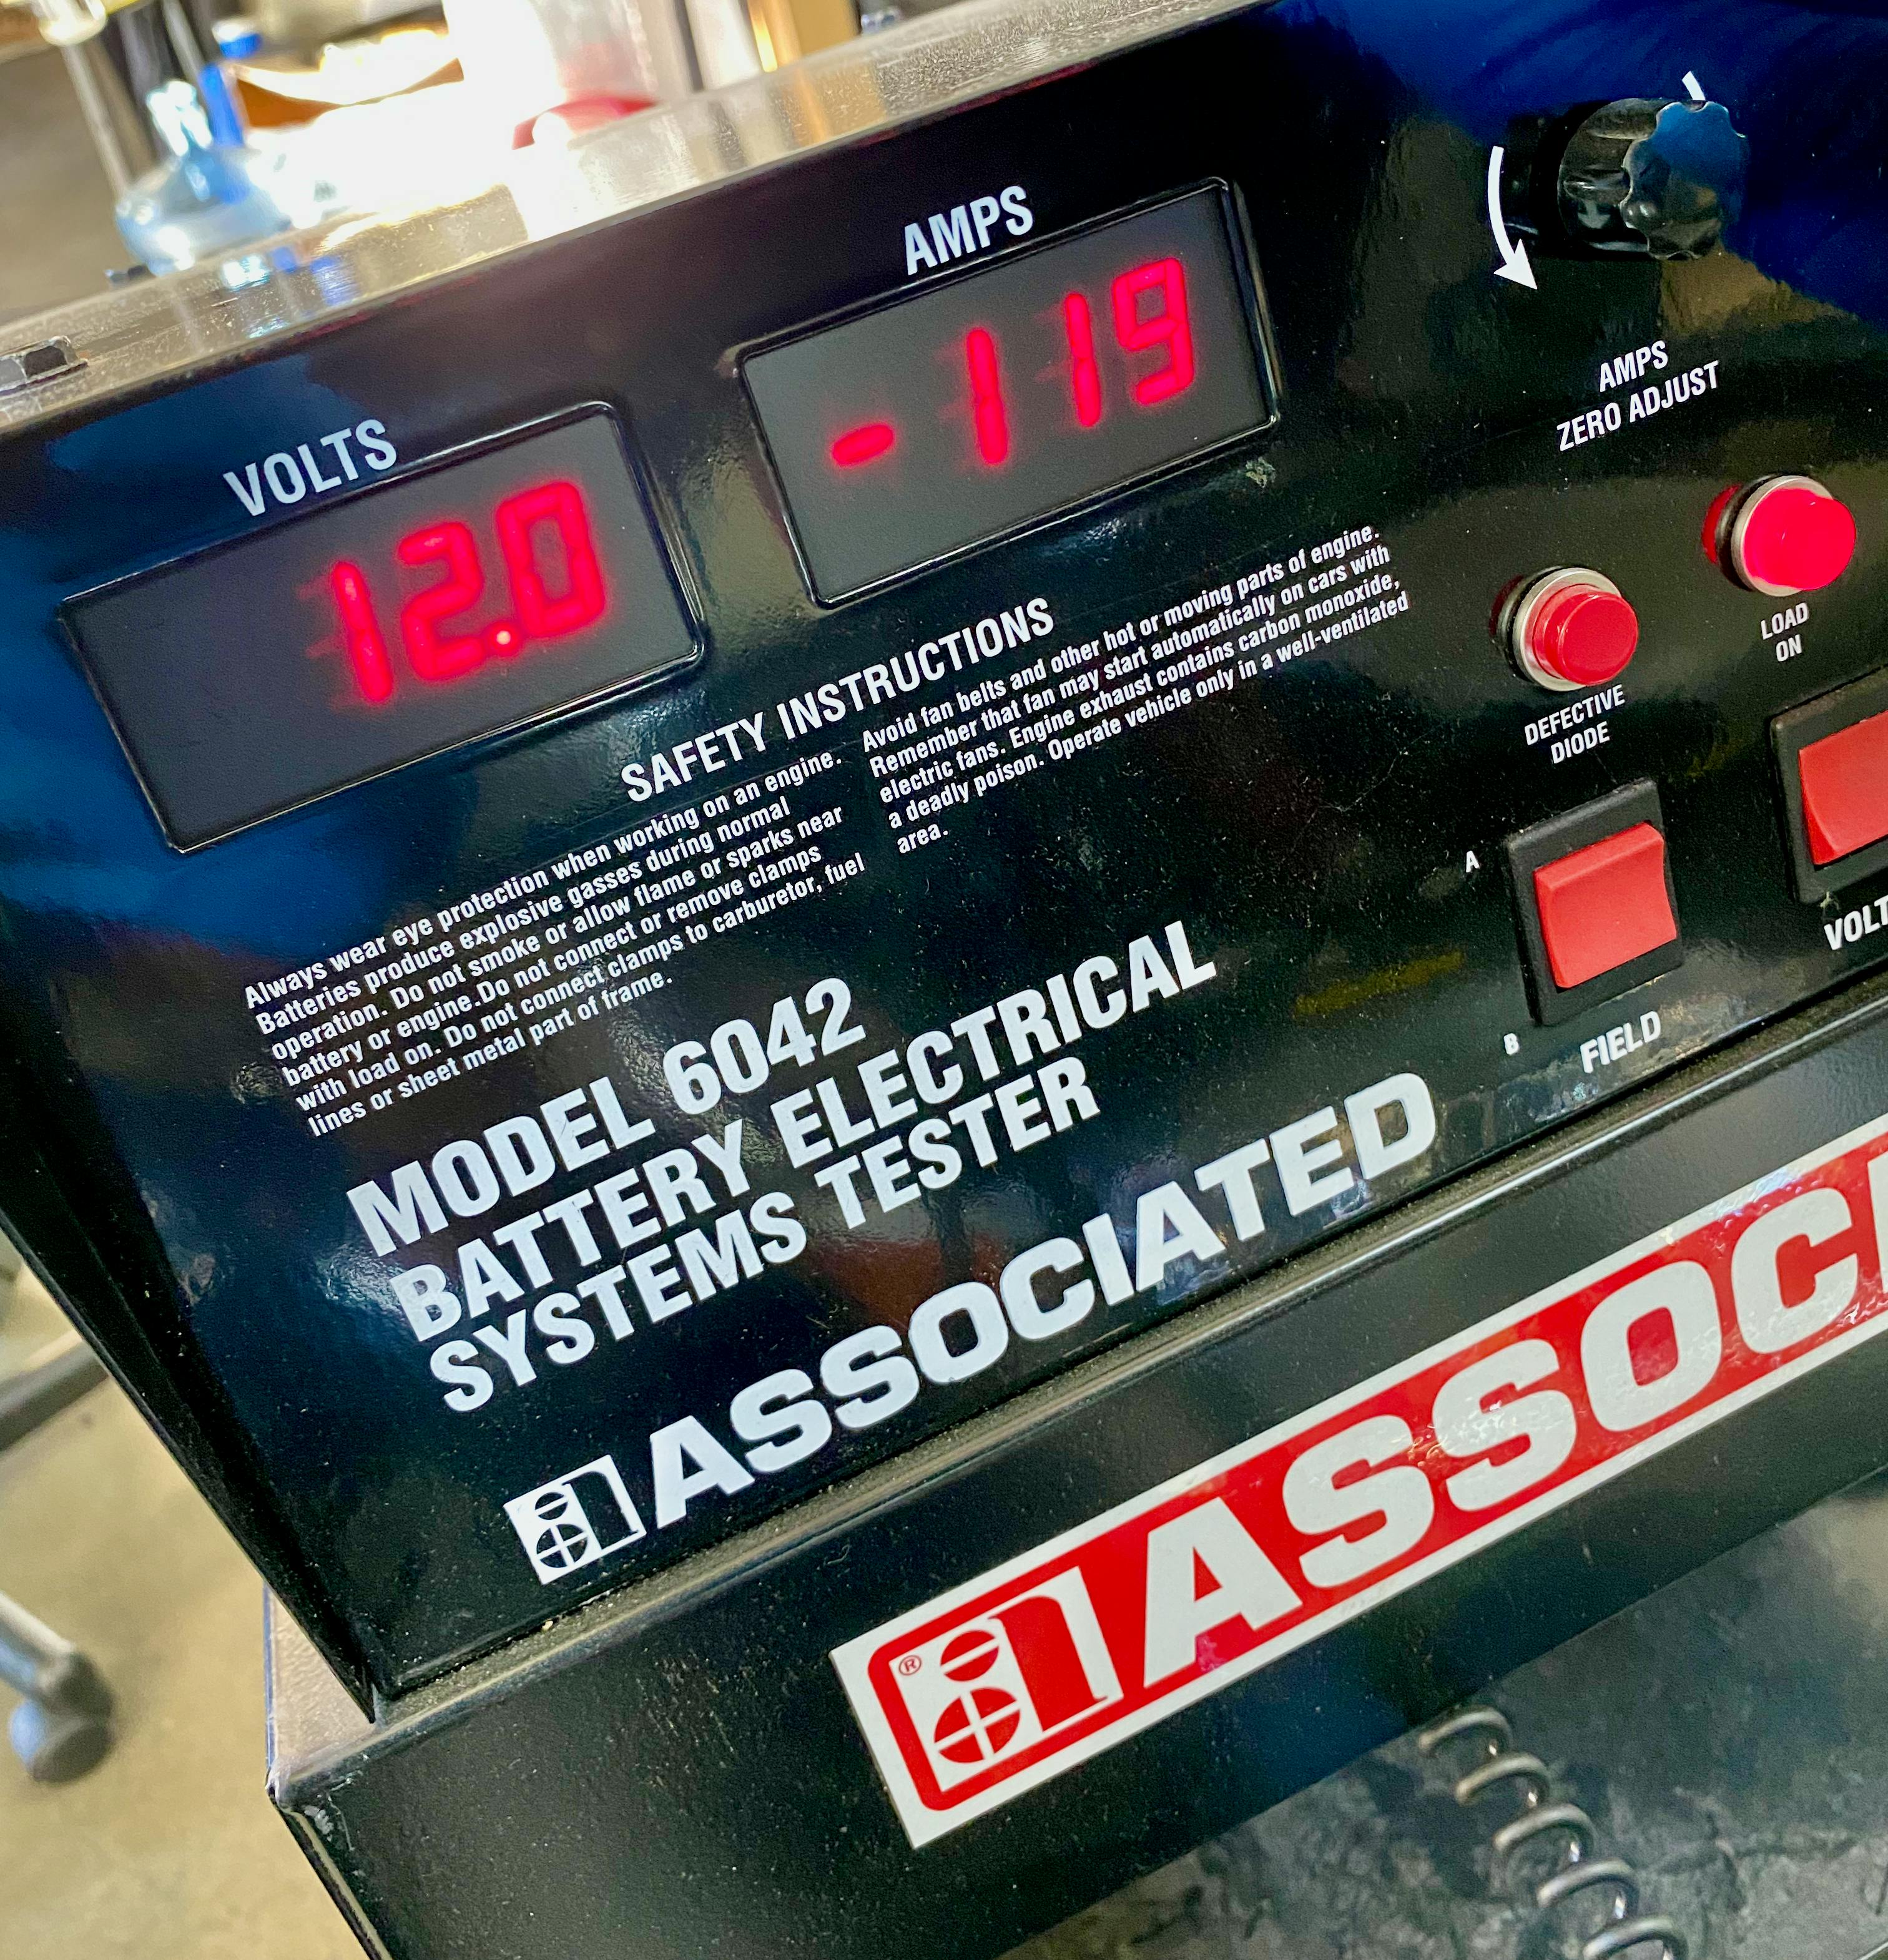 AMPS
-119
VOLTS
12.0
AMPS
ZERO ADJUST
LOAD
ON
DEFECTIVE
DIODE
SAFETY INSTRUCTIONS
Always wear eye protection when working on an engine.
Batteries produce explosive gasses during normal
operation. Do not smoke or allow flame or sparks near
battery or engine.Do not connect or remove clamps
with load on. Do not connect clamps to carburetor, fuel
lines or sheet metal part of frame.
Avoid fan belts and other hot or moving parts of engine.
Remember that fan may start automatically on cars with
electric fans. Engine exhaust contains carbon monoxide,
a deadly poison. Operate vehicle only in a well-ventilated
area.
A
B
FIELD
VOLT
MODEL 6042
BATTERY ELECTRICAL
SYSTEMS TESTER
ASSOCIATED
® ASSOC